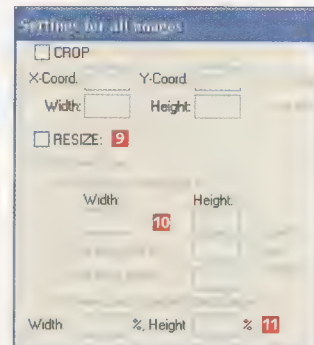 Settings for all images
CROP
X-Coord. Y-Coord.
Width: Height:
RESIZE: 9
Width Height:
10
Width %, Height % 11